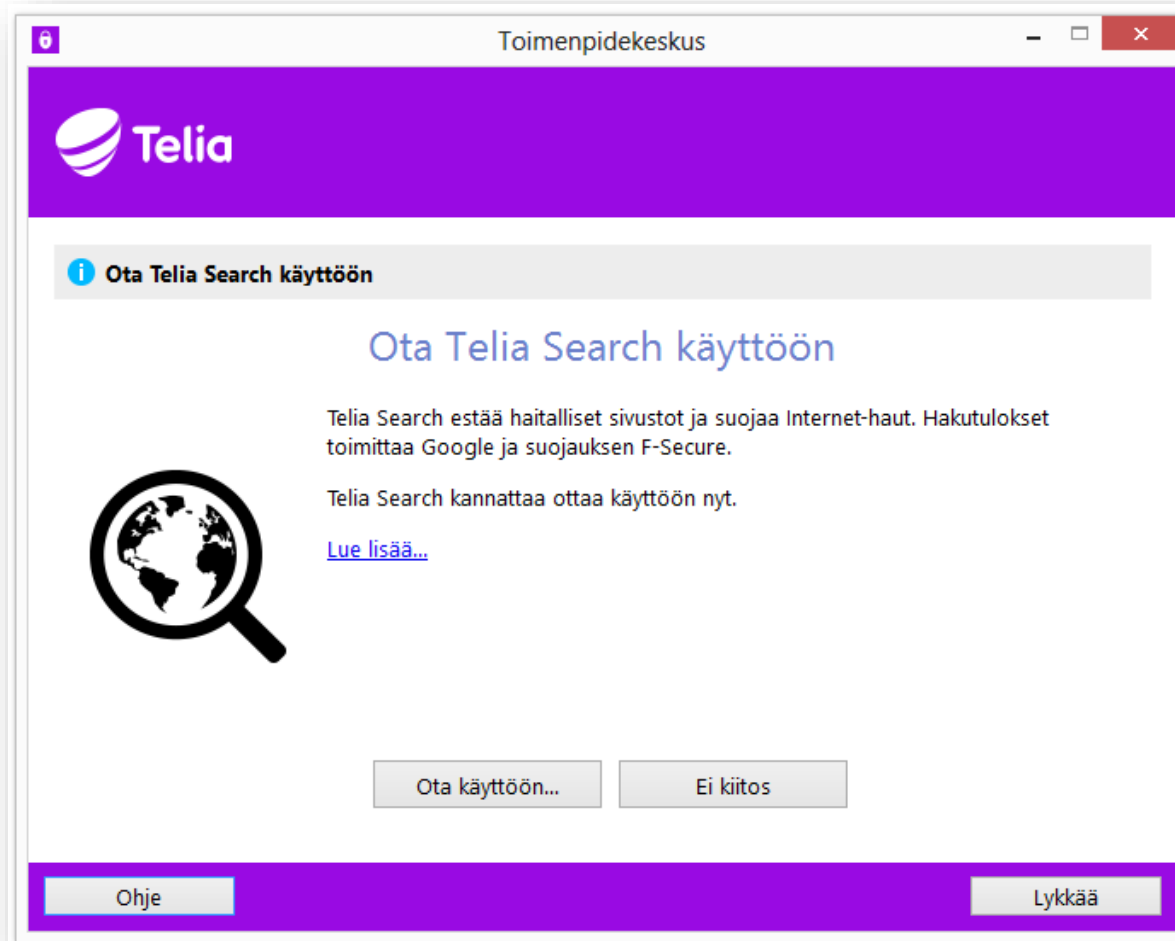 Toimenpidekeskus
Telia
Ota Telia Search käyttöön
Ota Telia Search käyttöön
Telia Search estää haitalliset sivustot ja suojaa Internet-haut. Hakutulokset
toimittaa Google ja suojauksen F-Secure.
Telia Search kannattaa ottaa käyttöön nyt.
Lue lisää...
Ota käyttöön...
Ei kiitos
Ohje
Lykkää